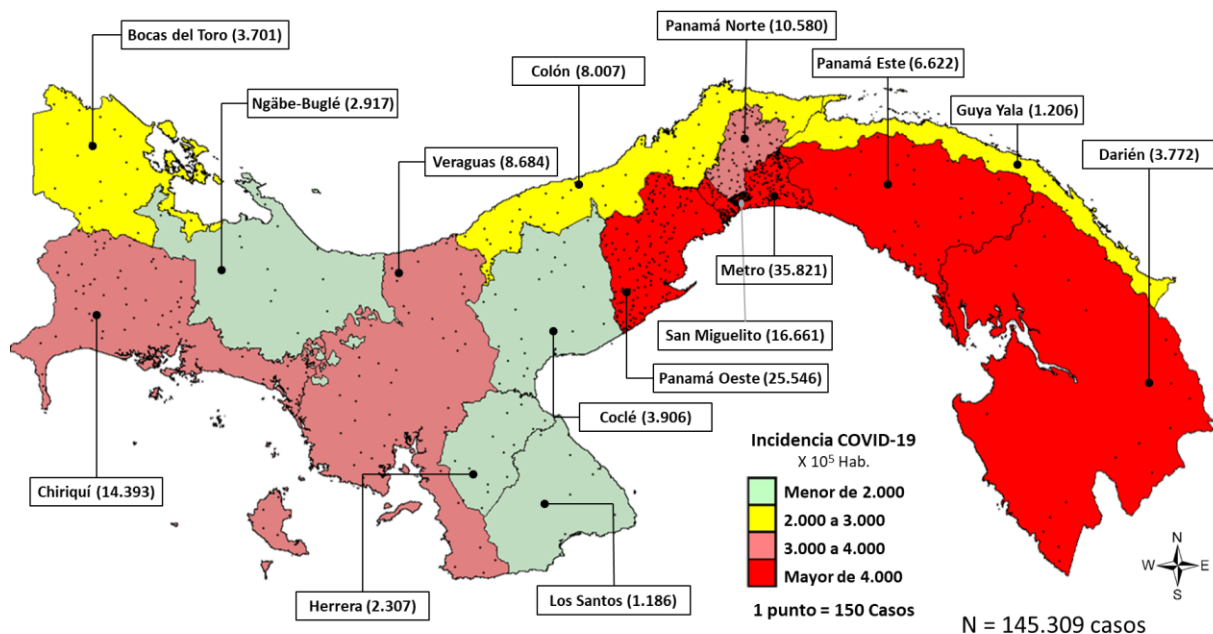 Panamá Norte (10.580)
Bocas del Toro (3.701)
Colón (8.007)
Panamá Este (6.622)
Ngäbe-Buglé (2.917)
Guya Yala (1.206)
Veraguas (8.684)
Darién (3.772)
Metro (35.821)
San Miguelito (16.661)
Panamá Oeste (25.546)
Coclé (3.906)
Chiriquí (14.393)
Herrera (2.307)
Los Santos (1.186)
Incidencia COVID-19
X 10⁵ Hab.
Menor de 2.000
2.000 a 3.000
3.000 a 4.000
Mayor de 4.000
1 punto = 150 Casos
N
W E
S
N = 145.309 casos